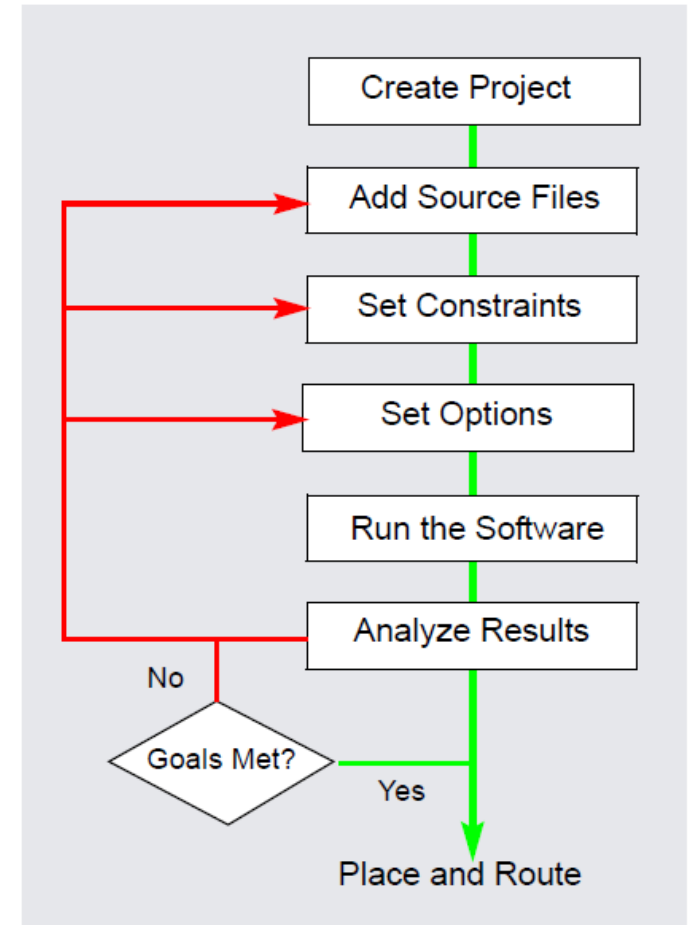 Create Project
Add Source Files
Set Constraints
Set Options
Run the Software
Analyze Results
No
Goals Met?
Yes
Place and Route